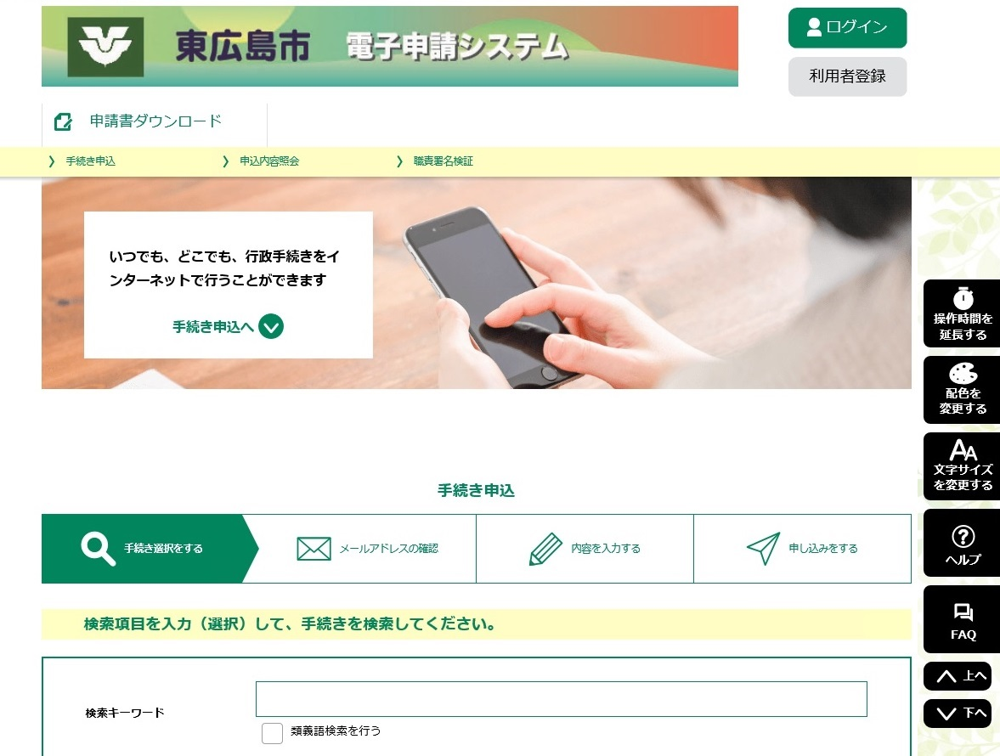 東広島市 電子申請システム
ログイン
利用者登録
申請書ダウンロード
手続き申込
申込内容照会
職責署名検証
いつでも、どこでも、行政手続きをイ
ンターネットで行うことができます
手続き申込へ
操作時間を
延長する
配色を
変更する
文字サイズ
を変更する
ヘルプ
FAQ
上へ
下へ
手続き申込
手続き選択をする
メールアドレスの確認
内容を入力する
申し込みをする
検索項目を入力（選択）して、手続きを検索してください。
検索キーワード
類義語検索を行う